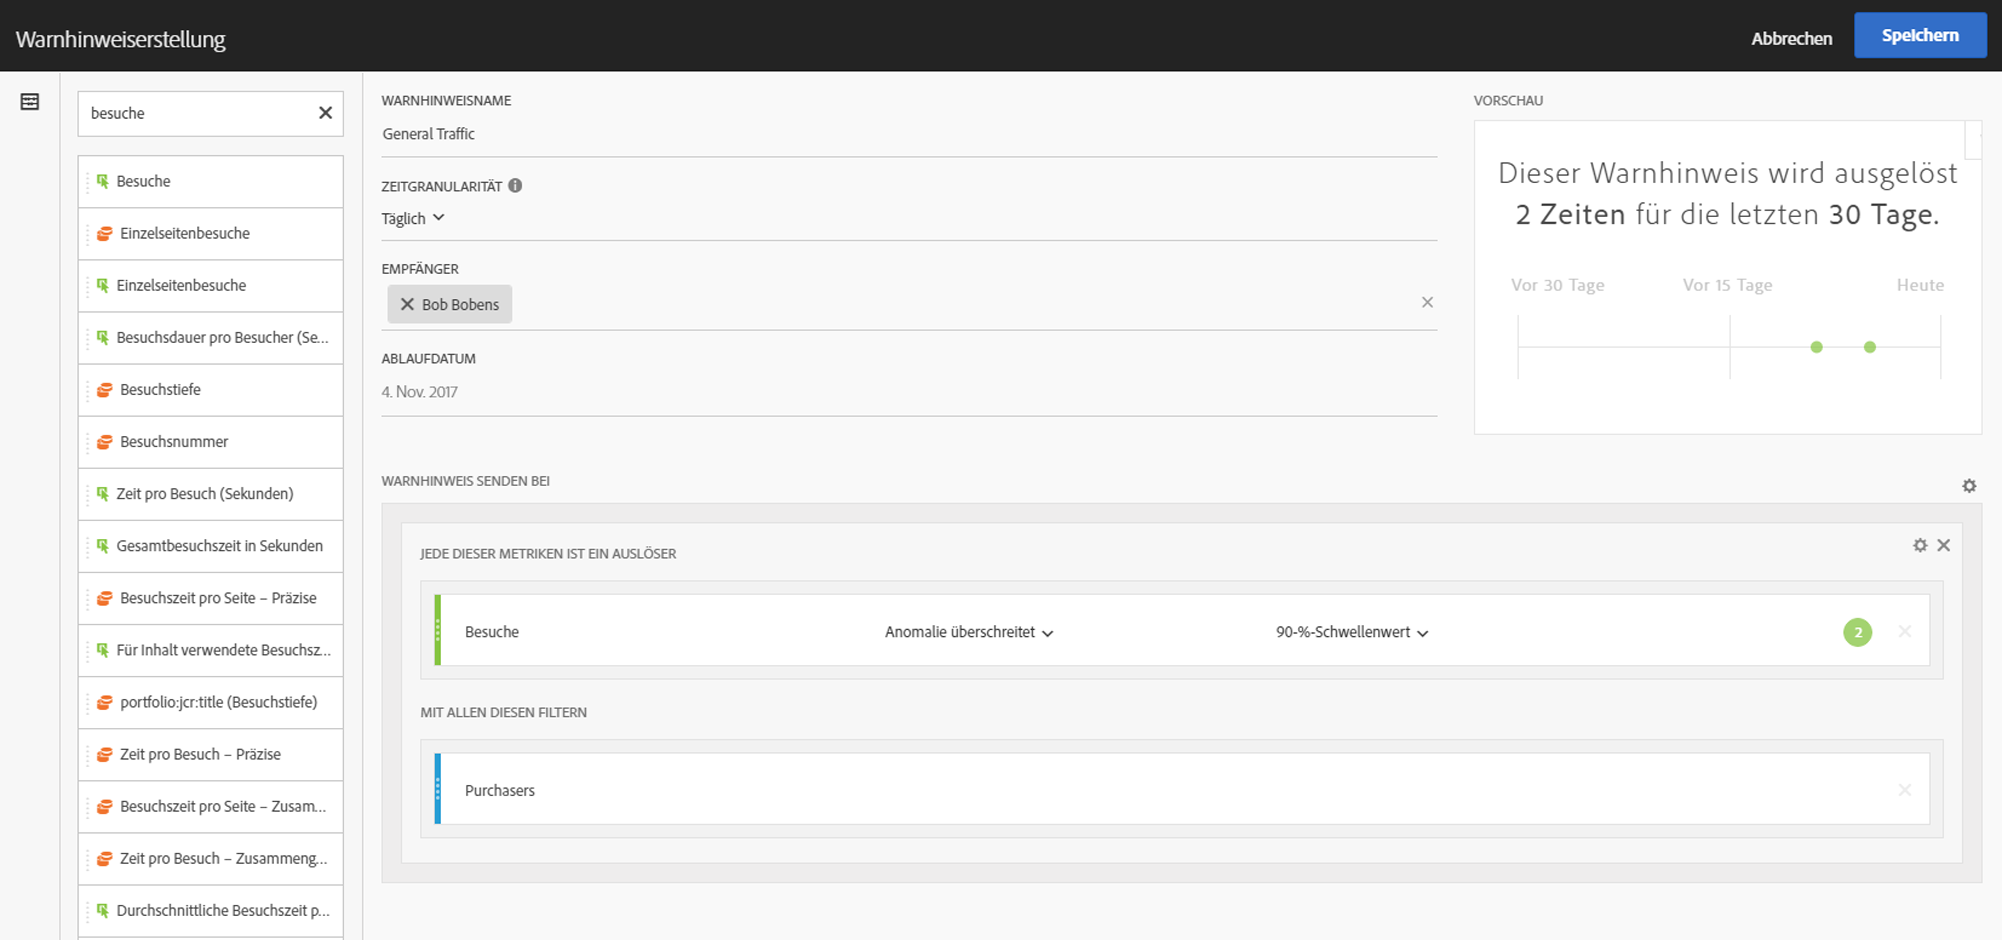 Warnhinweiserstellung
Abbrechen
Speichern
besuche
Besuche
Einzelseitenbesuche
Einzelseitenbesuche
Besuchsdauer pro Besucher (Se...
Besuchstiefe
Besuchsnummer
Zeit pro Besuch (Sekunden)
Gesamtbesuchszeit in Sekunden
Besuchszeit pro Seite – Präzise
Für Inhalt verwendete Besuchsz...
portfolio:jcr:title (Besuchstiefe)
Zeit pro Besuch – Präzise
Besuchszeit pro Seite – Zusam...
Zeit pro Besuch – Zusammeng...
Durchschnittliche Besuchszeit p...
WARNHINWEISNAME
General Traffic
ZEITGRANULARITÄT
Täglich
EMPFÄNGER
Bob Bobens
ABLAUFDATUM
4. Nov. 2017
VORSCHAU
Dieser Warnhinweis wird ausgelöst
2 Zeiten für die letzten 30 Tage.
Vor 30 Tage Vor 15 Tage Heute
WARNHINWEIS SENDEN BEI
JEDE DIESER METRIKEN IST EIN AUSLÖSER
Besuche Anomalie überschreitet 90-%-Schwellenwert 2
MIT ALLEN DIESEN FILTERN
Purchasers